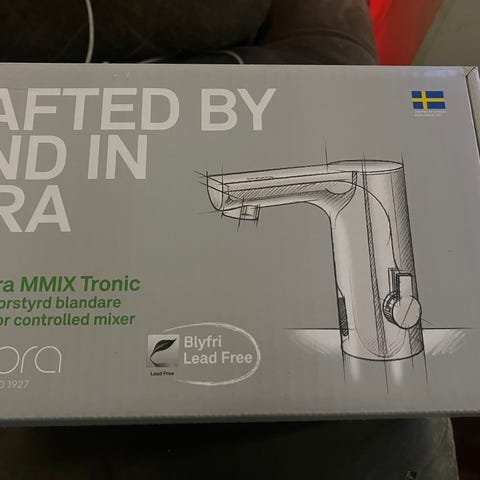 AFTED BY
ND IN
RA
ra MMIX Tronic
orstyrd blandare
or controlled mixer
ora
D 1927
Lead Free
Blyfri
Lead Free